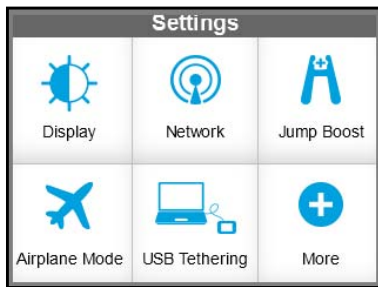 Settings
Display
Network
Jump Boost
Airplane Mode
USB Tethering
More